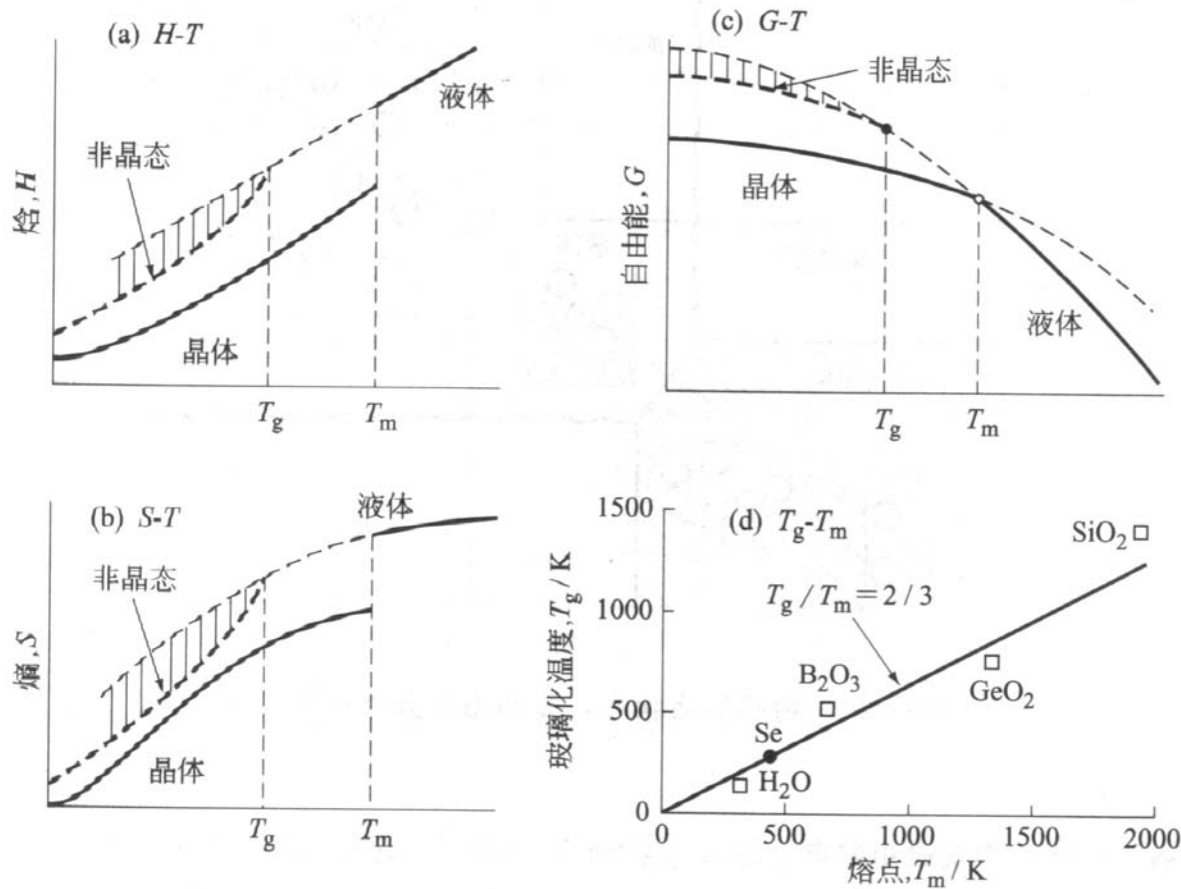 (a) H-T
液体
非晶态
焓,H
晶体
Tg
Tm
(c) G-T
非晶态
晶体
自由能,G
液体
Tg
Tm
(b) S-T
液体
非晶态
熵,S
晶体
Tg
Tm
(d) Tg-Tm
1500
1000
500
0
玻璃化温度,Tg / K
SiO2
Tg / Tm = 2 / 3
B2O3
GeO2
Se
H2O
0 500 1000 1500 2000
熔点,Tm / K